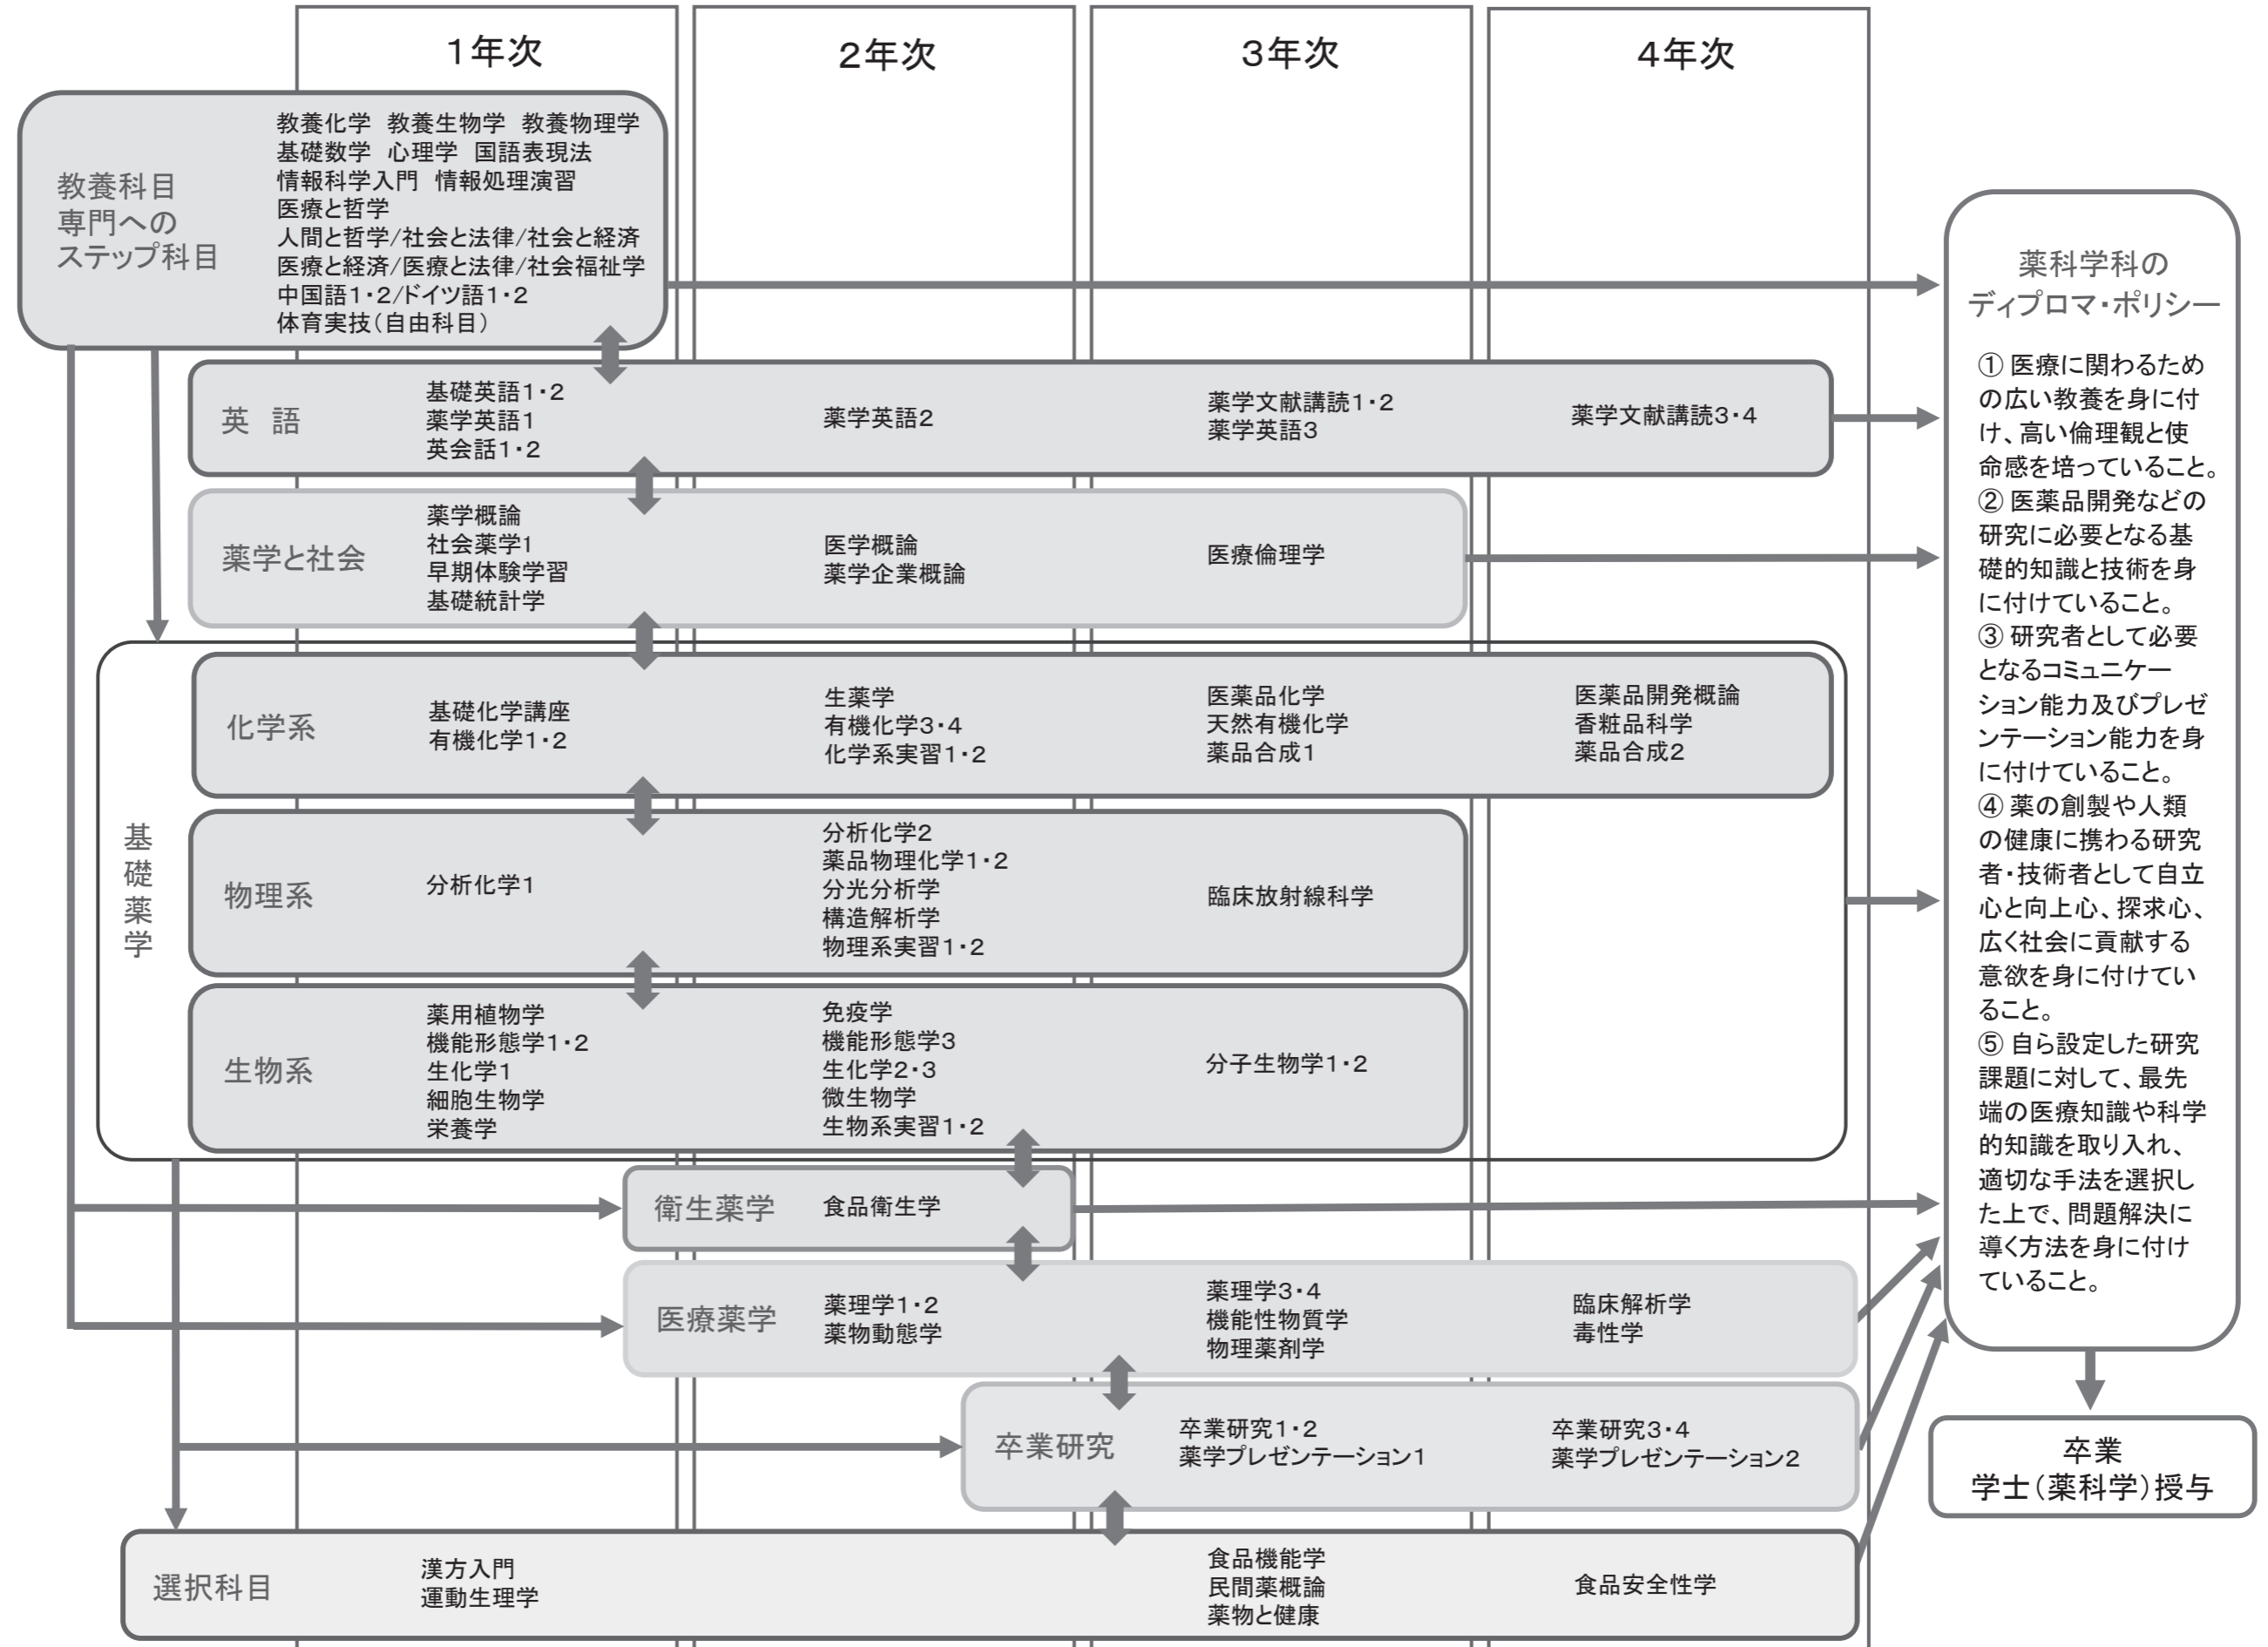 1年次
2年次
3年次
4年次
教養科目
専門への
ステップ科目
教養化学 教養生物学 教養物理学
基礎数学 心理学 国語表現法
情報科学入門 情報処理演習
医療と哲学
人間と哲学/社会と法律/社会と経済
医療と経済/医療と法律/社会福祉学
中国語1・2/ドイツ語1・2
体育実技(自由科目)
英 語
基礎英語1・2
薬学英語1
英会話1・2
薬学英語2
薬学文献講読1・2
薬学英語3
薬学文献講読3・4
薬学と社会
薬学概論
社会薬学1
早期体験学習
基礎統計学
医学概論
薬学企業概論
医療倫理学
基礎薬学
化学系
基礎化学講座
有機化学1・2
生薬学
有機化学3・4
化学系実習1・2
医薬品化学
天然有機化学
薬品合成1
医薬品開発概論
香粧品科学
薬品合成2
物理系
分析化学1
分析化学2
薬品物理化学1・2
分光分析学
構造解析学
物理系実習1・2
臨床放射線科学
生物系
薬用植物学
機能形態学1・2
生化学1
細胞生物学
栄養学
免疫学
機能形態学3
生化学2・3
微生物学
生物系実習1・2
分子生物学1・2
衛生薬学
食品衛生学
医療薬学
薬理学1・2
薬物動態学
薬理学3・4
機能性物質学
物理薬剤学
臨床解析学
毒性学
卒業研究
卒業研究1・2
薬学プレゼンテーション1
卒業研究3・4
薬学プレゼンテーション2
選択科目
漢方入門
運動生理学
食品機能学
民間薬概論
薬物と健康
食品安全性学
薬科学科の
ディプロマ・ポリシー
① 医療に関わるため
の広い教養を身に付
け、高い倫理観と使
命感を培っていること。
② 医薬品開発などの
研究に必要となる基
礎的知識と技術を身
に付けていること。
③ 研究者として必要
となるコミュニケー
ション能力及びプレゼ
ンテーション能力を身
に付けていること。
④ 薬の創製や人類
の健康に携わる研究
者・技術者として自立
心と向上心、探求心、
広く社会に貢献する
意欲を身に付けてい
ること。
⑤ 自ら設定した研究
課題に対して、最先
端の医療知識や科学
的知識を取り入れ、
適切な手法を選択し
た上で、問題解決に
導く方法を身に付け
ていること。
卒業
学士(薬科学)授与